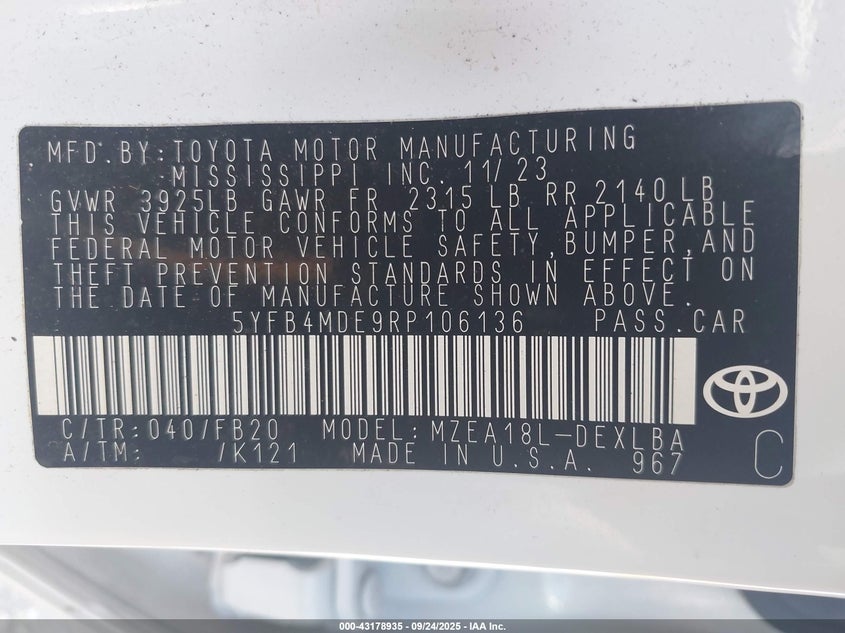 MFD.BY:TOYOTA MOTOR MANUFACTURING
MISSISSIPPI INC. 11/23
GVWR 3925LB GAWR FR 2315 LB RR 2140LB
THIS VEHICLE CONFORMS TO ALL APPLICABLE
FEDERAL MOTOR VEHICLE SAFETY,BUMPER,AND
THEFT PREVENTION STANDARDS IN EFFECT ON
THE DATE OF MANUFACTURE SHOWN ABOVE.
5YFB4MDE9RP106136 PASS.CAR
C/TR:040/FB20 MODEL:MZEA18L-DEXLBA
A/TM: /K121 MADE IN U.S.A. 967
C
000-43178935 - 09/24/2025 - IAA Inc.